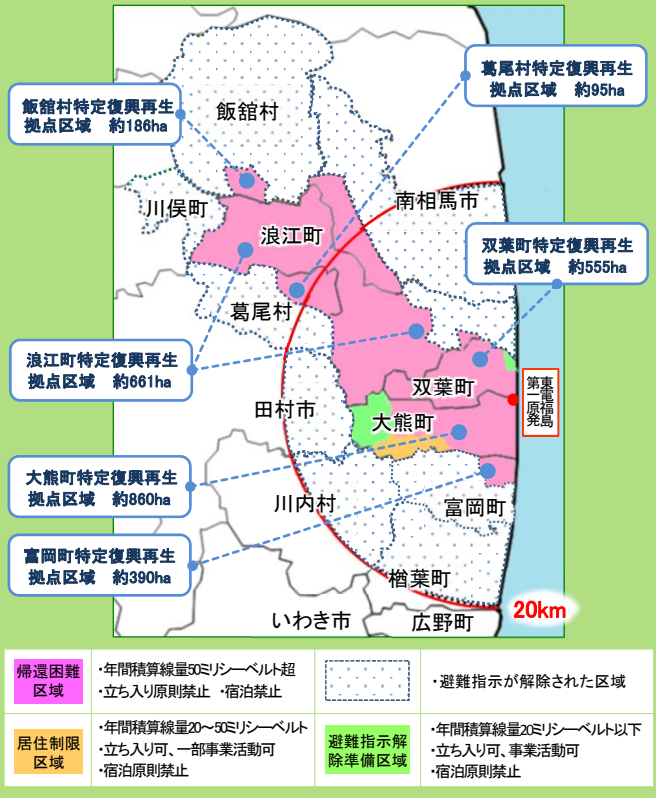 葛尾村特定復興再生
拠点区域 約95ha
飯舘村特定復興再生
拠点区域 約186ha
飯舘村
川俣町
南相馬市
浪江町
双葉町特定復興再生
拠点区域 約555ha
葛尾村
浪江町特定復興再生
拠点区域 約661ha
双葉町
東電福島
第一原発
田村市
大熊町
大熊町特定復興再生
拠点区域 約860ha
川内村
富岡町
富岡町特定復興再生
拠点区域 約390ha
楢葉町
20km
いわき市
広野町
帰還困難
区域
・年間積算線量50ミリシーベルト超
・立ち入り原則禁止 ・宿泊禁止
・避難指示が解除された区域
居住制限
区域
・年間積算線量20～50ミリシーベルト
・立ち入り可、一部事業活動可
・宿泊原則禁止
避難指示解
除準備区域
・年間積算線量20ミリシーベルト以下
・立ち入り可、事業活動可
・宿泊原則禁止